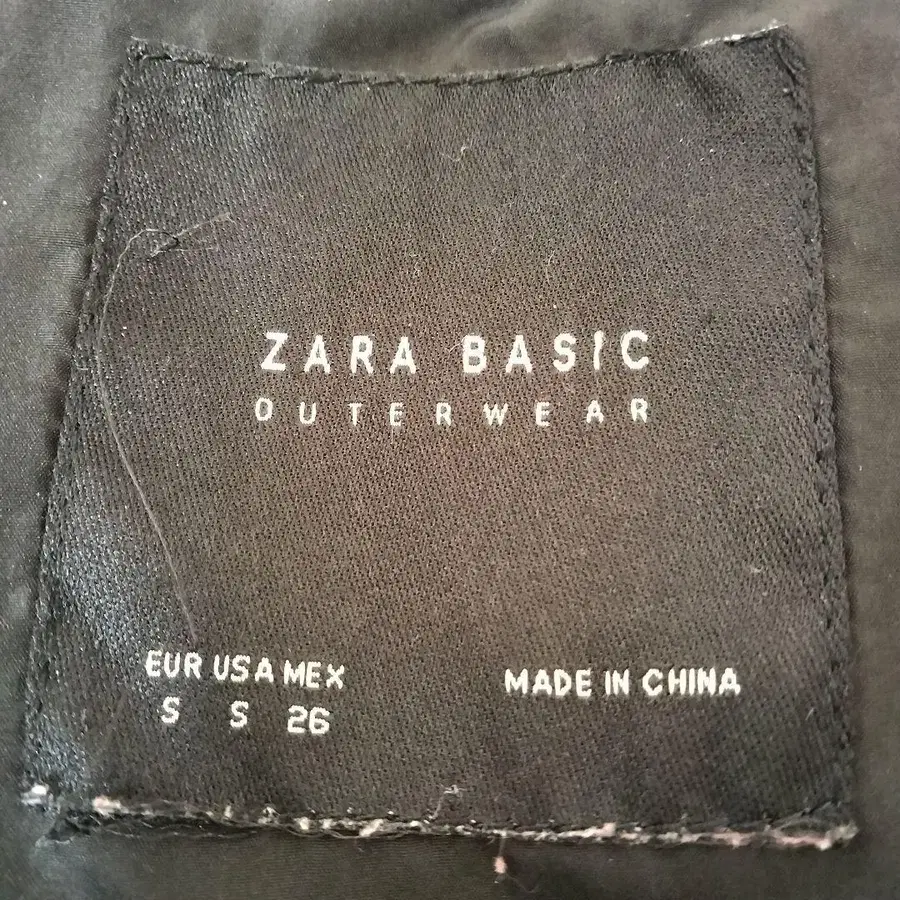 ZARA BASIC
OUTERWEAR
EUR USA MEX
S S 26
MADE IN CHINA